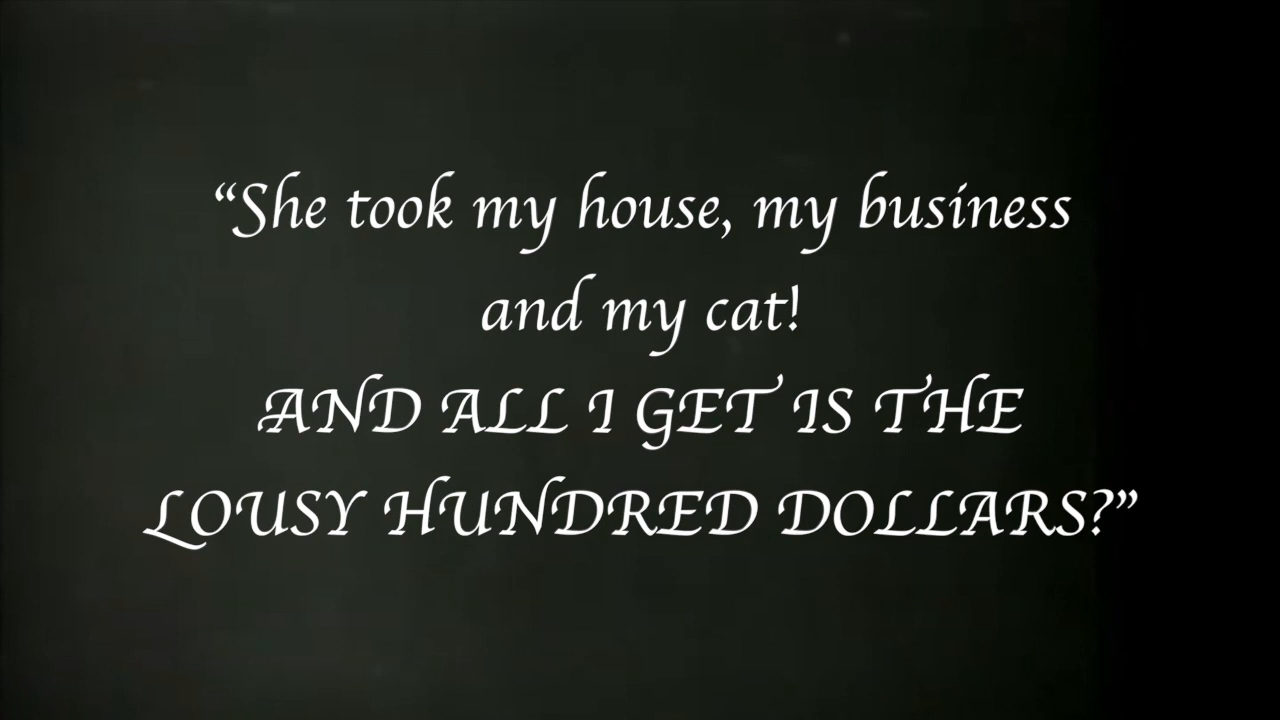 “She took my house, my business
and my cat!
AND ALL I GET IS THE
LOUSY HUNDRED DOLLARS?”